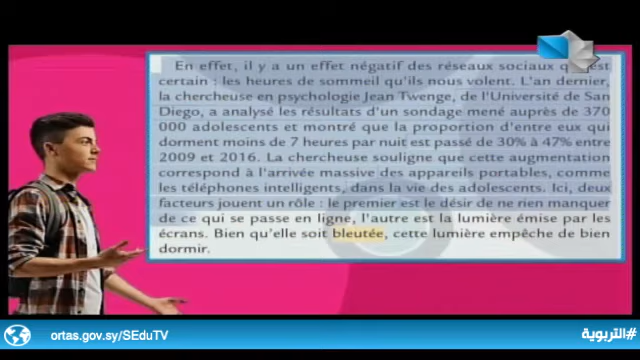 En effet, il y a un effet négatif des réseaux sociaux qui est
certain : les heures de sommeil qu'ils nous volent. L'an dernier,
la chercheuse en psychologie Jean Twenge, de l'Université de San
Diego, a analysé les résultats d'un sondage mené auprès de 370
000 adolescents et montré que la proportion d'entre eux qui
dorment moins de 7 heures par nuit est passé de 30% à 47% entre
2009 et 2016. La chercheuse souligne que cette augmentation
correspond à l'arrivée massive des appareils portables, comme
les téléphones intelligents, dans la vie des adolescents. Ici, deux
facteurs jouent un rôle : le premier est le désir de ne rien manquer
de ce qui se passe en ligne, l'autre est la lumière émise par les
écrans. Bien qu'elle soit bleutée, cette lumière empêche de bien
dormir.
ortas.gov.sy/SEduTV
#التربوية